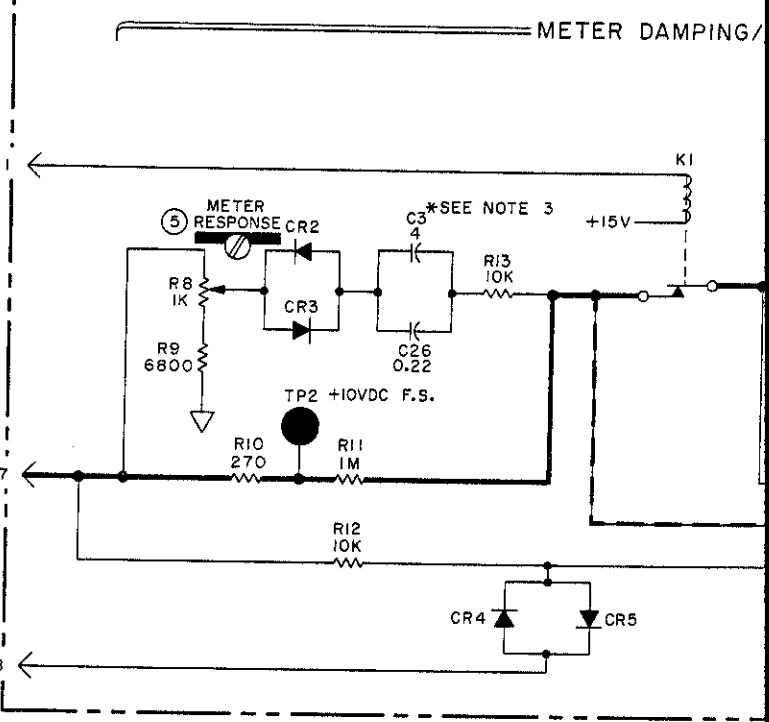 METER DAMPING/
K1
*SEE NOTE 3
+15V
5
METER
RESPONSE
CR2
C3
4
R13
10K
R8
1K
CR3
R9
6800
C26
0.22
TP2 +10VDC F.S.
7
R10
270
R11
1M
R12
10K
CR4
CR5